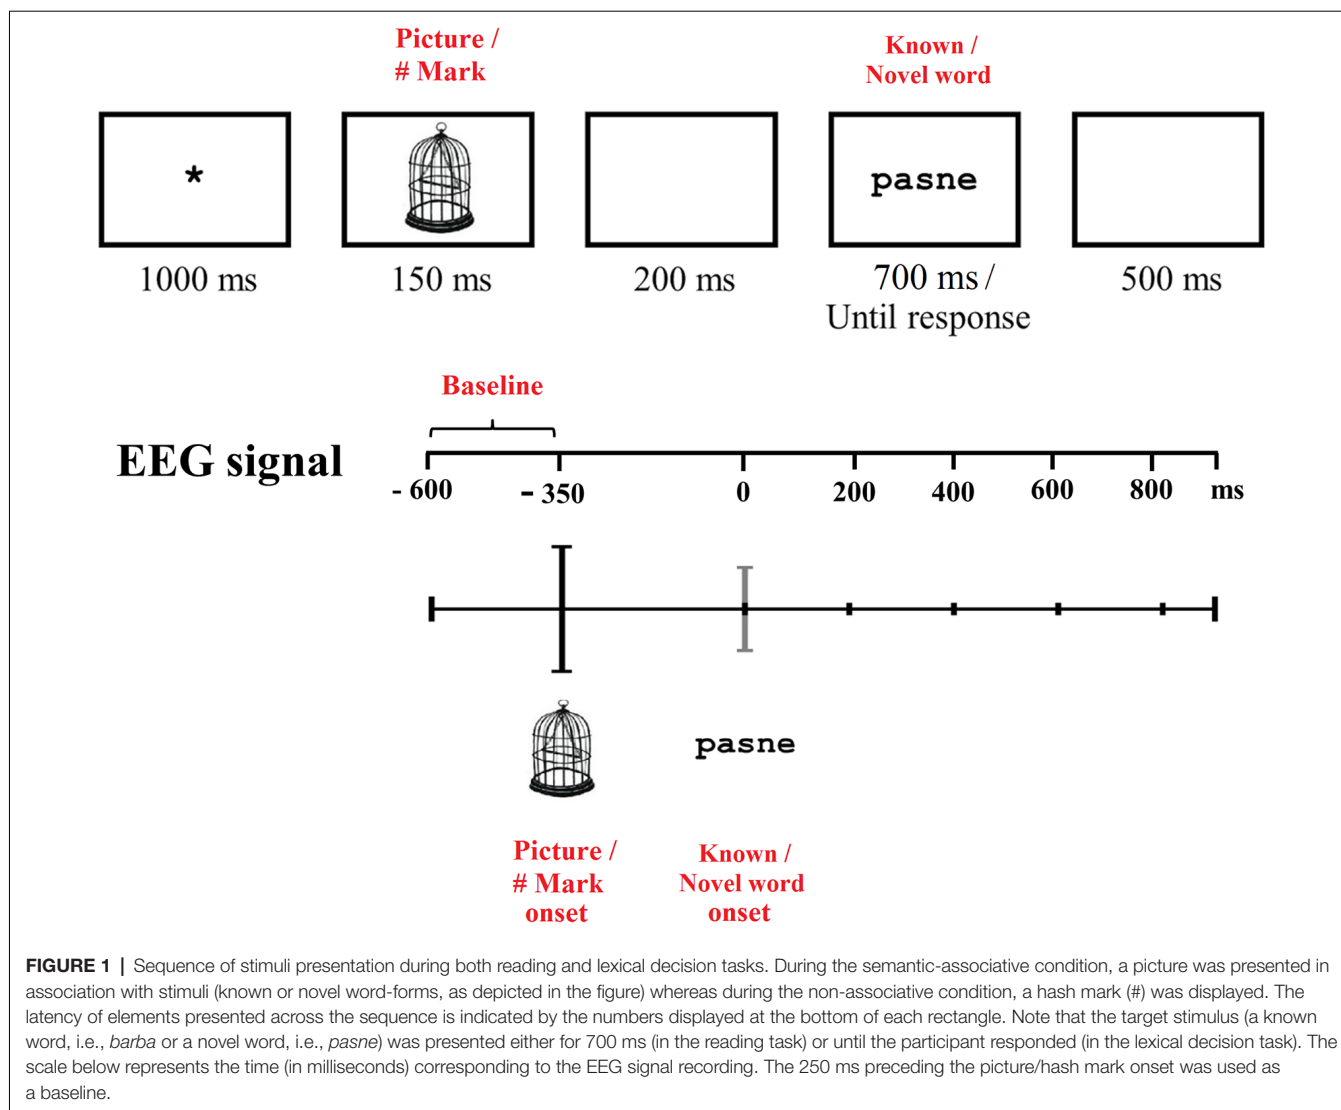 Picture /
# Mark
Known /
Novel word
*
pasne
1000 ms
150 ms
200 ms
700 ms /
Until response
500 ms
Baseline
EEG signal
- 600
- 350
0
200
400
600
800
ms
pasne
Picture /
# Mark
onset
Known /
Novel word
onset
FIGURE 1 | Sequence of stimuli presentation during both reading and lexical decision tasks. During the semantic-associative condition, a picture was presented in
association with stimuli (known or novel word-forms, as depicted in the figure) whereas during the non-associative condition, a hash mark (#) was displayed. The
latency of elements presented across the sequence is indicated by the numbers displayed at the bottom of each rectangle. Note that the target stimulus (a known
word, i.e., barba or a novel word, i.e., pasne) was presented either for 700 ms (in the reading task) or until the participant responded (in the lexical decision task). The
scale below represents the time (in milliseconds) corresponding to the EEG signal recording. The 250 ms preceding the picture/hash mark onset was used as
a baseline.